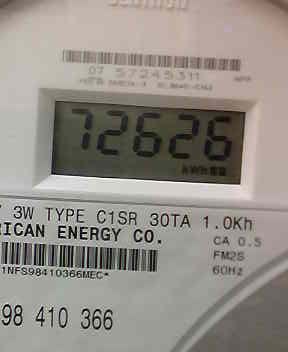 07 57245311
72626
kWh
3W TYPE C1SR 30TA 1.0Kh
RICAN ENERGY CO.
CA 0.5
FM2S
1NFS98410366MEC*
60Hz
98 410 366